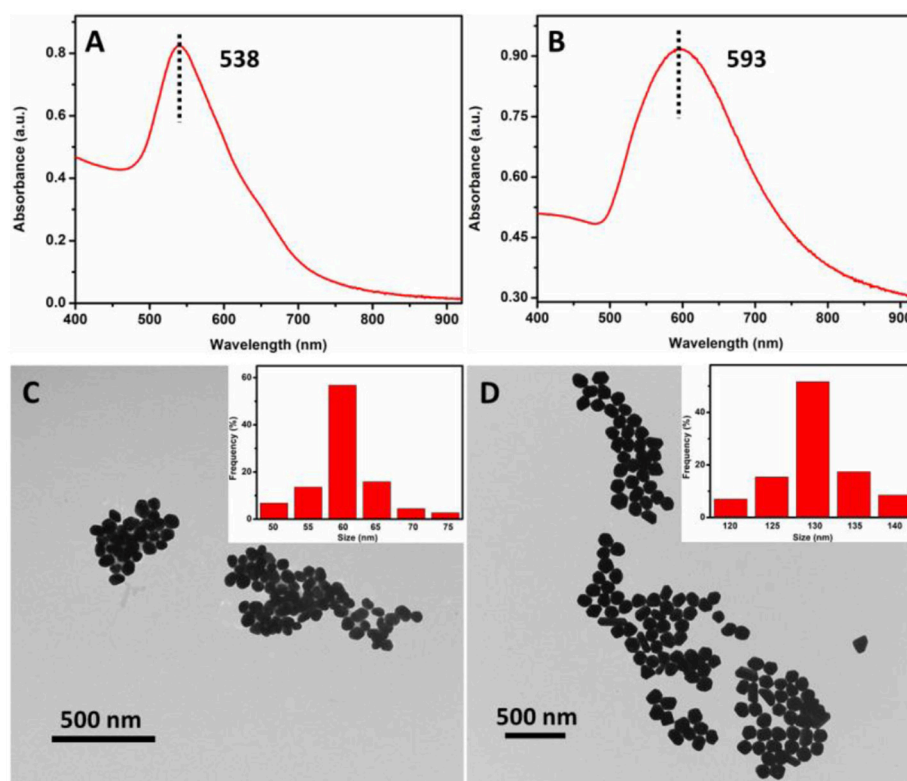 A
538
Absorbance (a.u.)
0.8
0.6
0.4
0.2
0.0
400 500 600 700 800 900
Wavelength (nm)
B
593
Absorbance (a.u.)
0.90
0.75
0.60
0.45
0.30
400 500 600 700 800 900
Wavelength (nm)
C
Frequency (%)
60
40
20
0
50 55 60 65 70 75
Size (nm)
500 nm
D
Frequency (%)
40
20
0
120 125 130 135 140
Size (nm)
500 nm